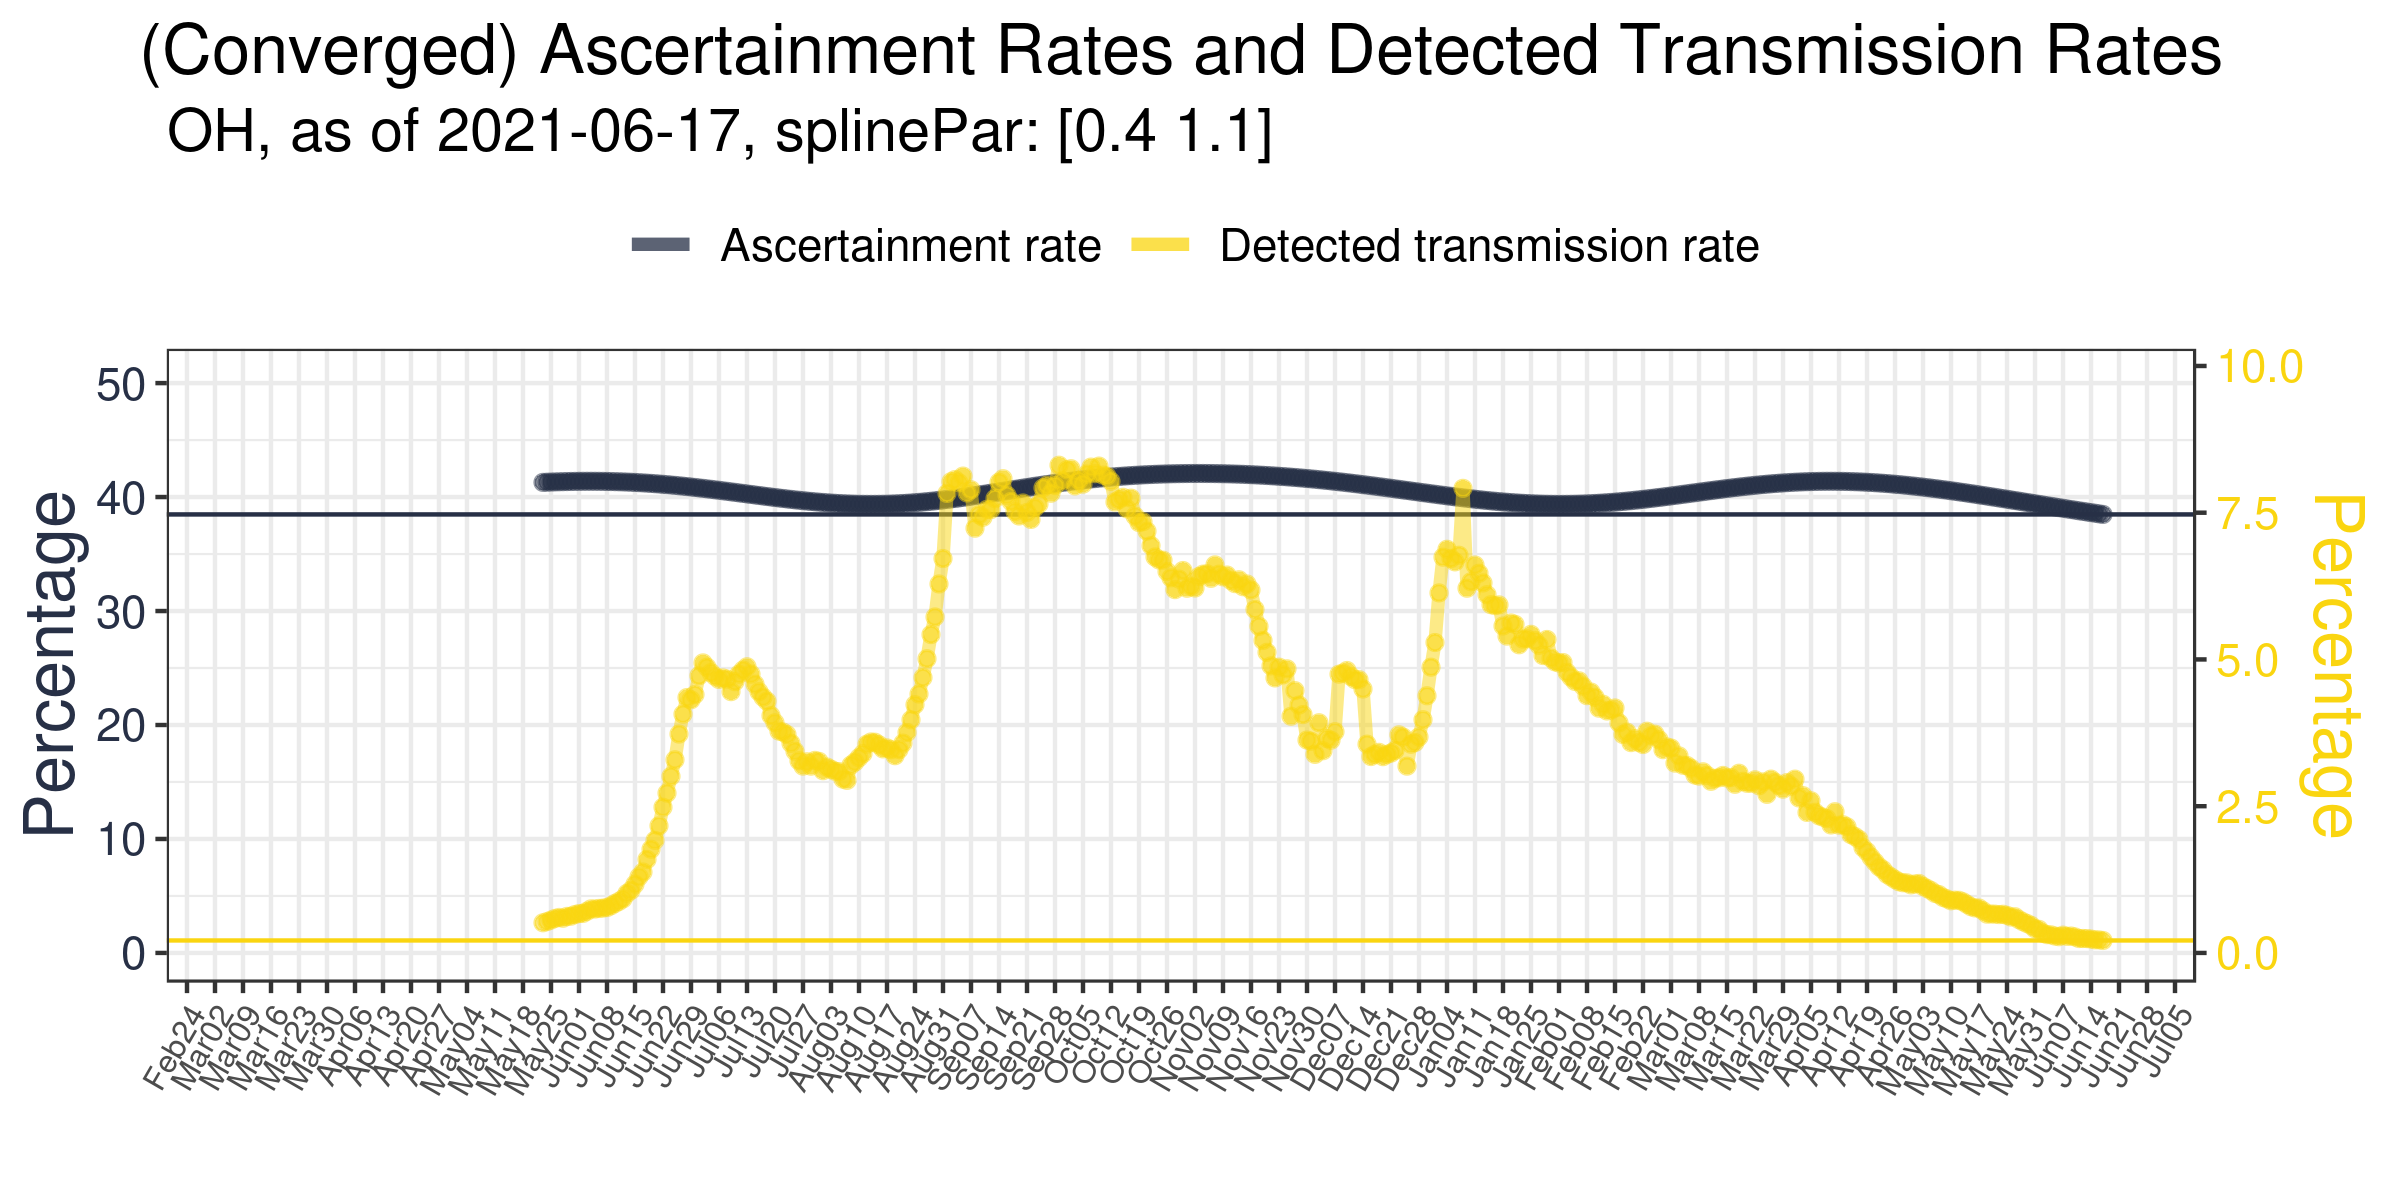 (Converged) Ascertainment Rates and Detected Transmission Rates
OH, as of 2021-06-17, splinePar: [0.4 1.1]
Ascertainment rate
Detected transmission rate
Percentage
50
40
30
20
10
0
10.0
7.5
5.0
2.5
0.0
Percentage
Feb24
Mar02
Mar09
Mar16
Mar23
Mar30
Apr06
Apr13
Apr20
Apr27
May04
May11
May18
May25
Jun01
Jun08
Jun15
Jun22
Jun29
Jul06
Jul13
Jul20
Jul27
Aug03
Aug10
Aug17
Aug24
Aug31
Sep07
Sep14
Sep21
Sep28
Oct05
Oct12
Oct19
Oct26
Nov02
Nov09
Nov16
Nov23
Nov30
Dec07
Dec14
Dec21
Dec28
Jan04
Jan11
Jan18
Jan25
Feb01
Feb08
Feb15
Feb22
Mar01
Mar08
Mar15
Mar22
Mar29
Apr05
Apr12
Apr19
Apr26
May03
May10
May17
May24
May31
Jun07
Jun14
Jun21
Jun28
Jul05